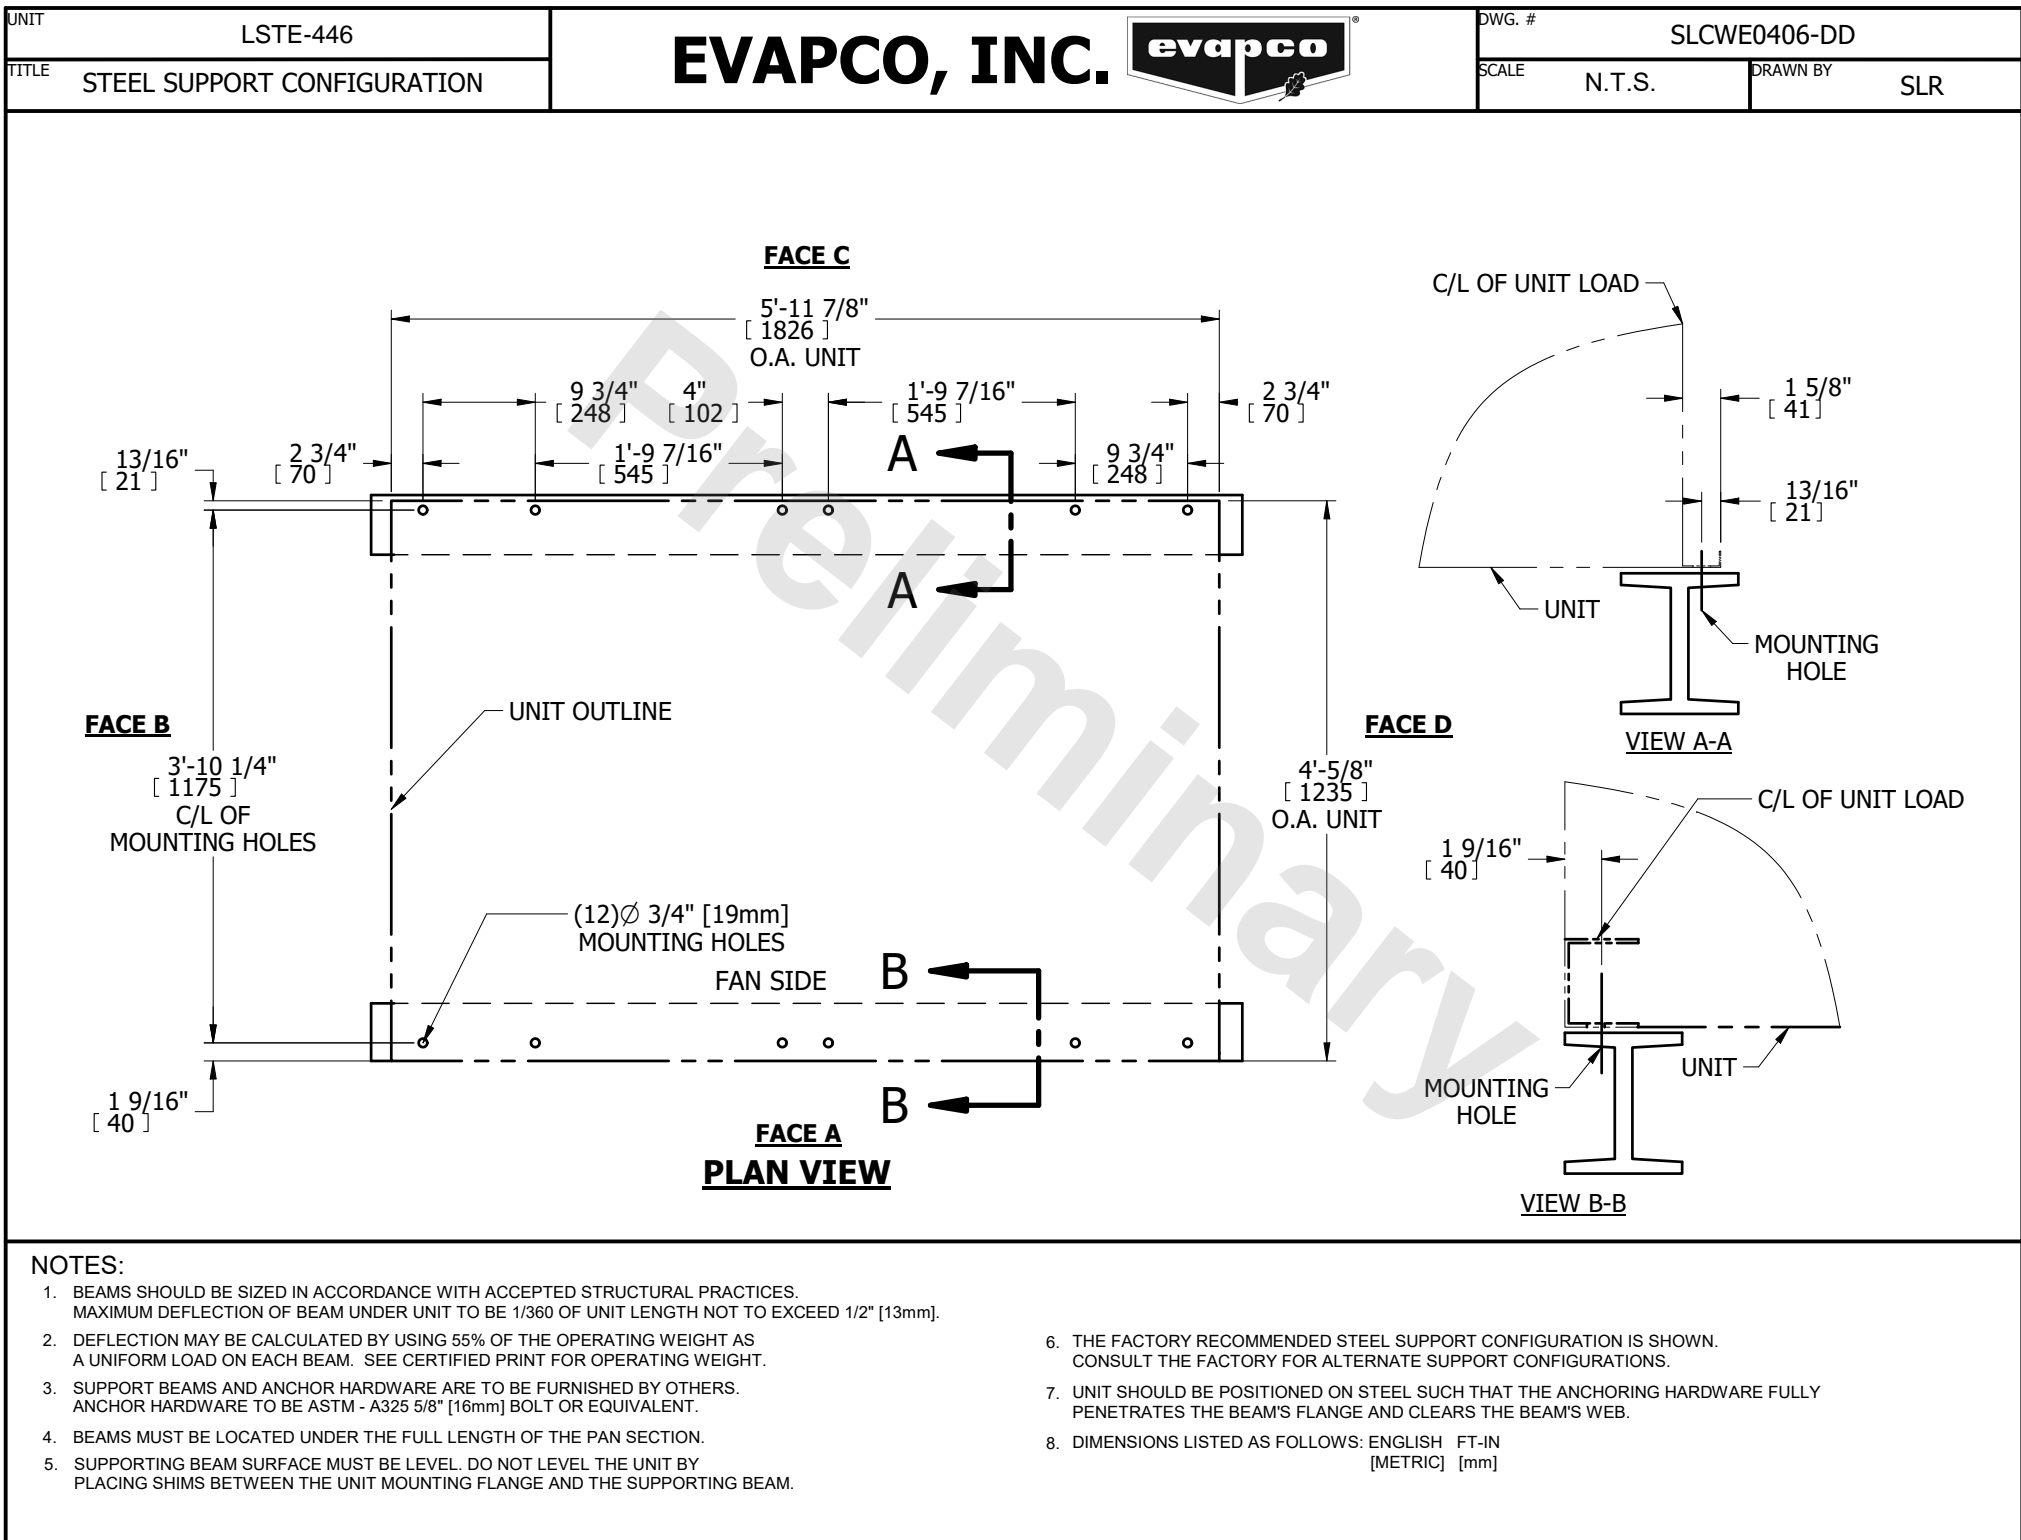 UNIT
LSTE-446
TITLE
STEEL SUPPORT CONFIGURATION
EVAPCO, INC.
evapco
®
DWG. #
SLCWE0406-DD
SCALE
N.T.S.
DRAWN BY
SLR
FACE C
5'-11 7/8"
[ 1826 ]
O.A. UNIT
9 3/4"
[ 248 ]
4"
[ 102 ]
1'-9 7/16"
[ 545 ]
2 3/4"
[ 70 ]
13/16"
[ 21 ]
2 3/4"
[ 70 ]
1'-9 7/16"
[ 545 ]
A
9 3/4"
[ 248 ]
A
UNIT OUTLINE
FACE B
3'-10 1/4"
[ 1175 ]
C/L OF
MOUNTING HOLES
FACE D
4'-5/8"
[ 1235 ]
O.A. UNIT
(12)Ø 3/4" [19mm]
MOUNTING HOLES
FAN SIDE
B
B
1 9/16"
[ 40 ]
FACE A
PLAN VIEW
Preliminary
C/L OF UNIT LOAD
1 5/8"
[ 41 ]
13/16"
[ 21 ]
UNIT
MOUNTING
HOLE
VIEW A-A
C/L OF UNIT LOAD
1 9/16"
[ 40 ]
UNIT
MOUNTING
HOLE
VIEW B-B
NOTES:
1. BEAMS SHOULD BE SIZED IN ACCORDANCE WITH ACCEPTED STRUCTURAL PRACTICES.
MAXIMUM DEFLECTION OF BEAM UNDER UNIT TO BE 1/360 OF UNIT LENGTH NOT TO EXCEED 1/2" [13mm].
2. DEFLECTION MAY BE CALCULATED BY USING 55% OF THE OPERATING WEIGHT AS
A UNIFORM LOAD ON EACH BEAM. SEE CERTIFIED PRINT FOR OPERATING WEIGHT.
3. SUPPORT BEAMS AND ANCHOR HARDWARE ARE TO BE FURNISHED BY OTHERS.
ANCHOR HARDWARE TO BE ASTM - A325 5/8" [16mm] BOLT OR EQUIVALENT.
4. BEAMS MUST BE LOCATED UNDER THE FULL LENGTH OF THE PAN SECTION.
5. SUPPORTING BEAM SURFACE MUST BE LEVEL. DO NOT LEVEL THE UNIT BY
PLACING SHIMS BETWEEN THE UNIT MOUNTING FLANGE AND THE SUPPORTING BEAM.
6. THE FACTORY RECOMMENDED STEEL SUPPORT CONFIGURATION IS SHOWN.
CONSULT THE FACTORY FOR ALTERNATE SUPPORT CONFIGURATIONS.
7. UNIT SHOULD BE POSITIONED ON STEEL SUCH THAT THE ANCHORING HARDWARE FULLY
PENETRATES THE BEAM'S FLANGE AND CLEARS THE BEAM'S WEB.
8. DIMENSIONS LISTED AS FOLLOWS: ENGLISH FT-IN
[METRIC] [mm]